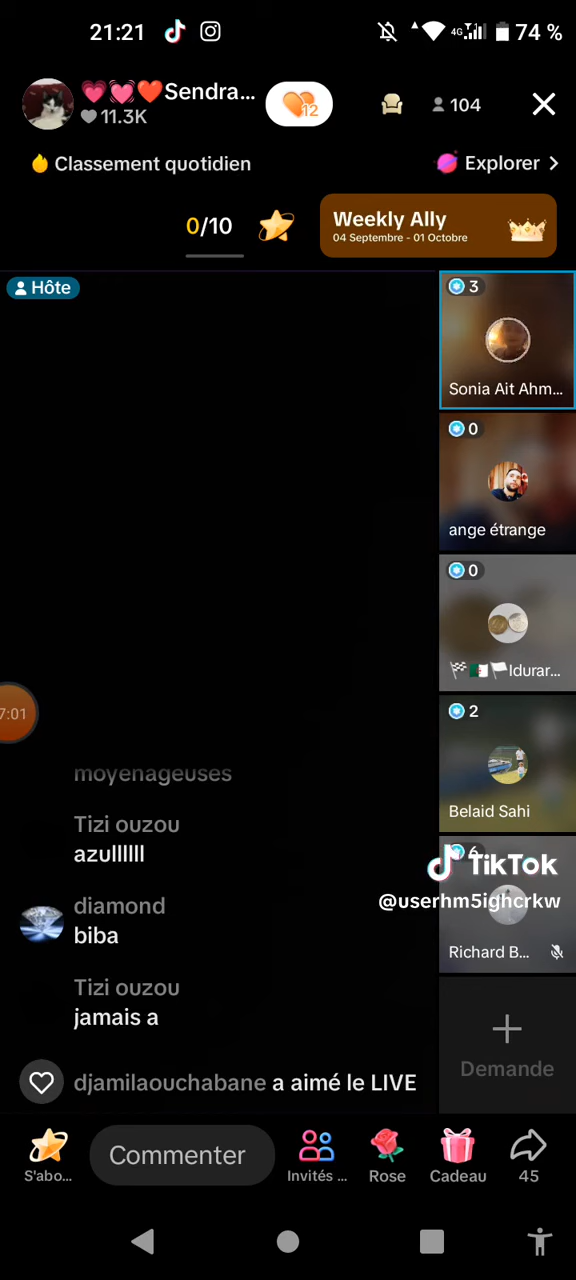 21:21
4G
74 %
💗💓❤️Sendra...
12
11.3K
104
Classement quotidien
Explorer
0/10
Weekly Ally
04 Septembre - 01 Octobre
Hôte
3
Sonia Ait Ahm...
0
ange étrange
0
🏁🇩🇿🏳Idurar...
7:01
2
Belaid Sahi
moyenageuses
Tizi ouzou
azullllll
TikTok
@userhm5ighcrkw
diamond
biba
Richard B...
Tizi ouzou
jamais a
Demande
djamilaouchabane a aimé le LIVE
S'abo...
Commenter
Invités ...
Rose
Cadeau
45